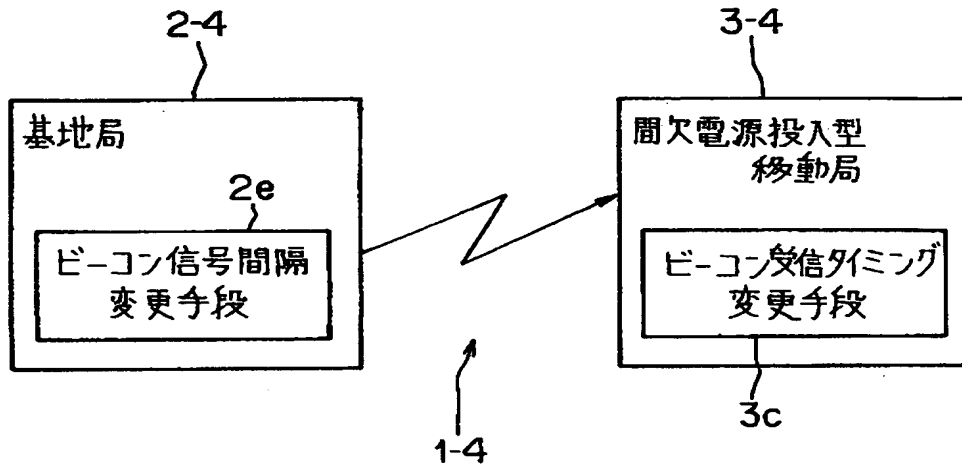 2-4
3-4
基地局
2e
ビーコン信号間隔
変更手段
間欠電源投入型
移動局
ビーコン受信タイミング
変更手段
3c
1-4